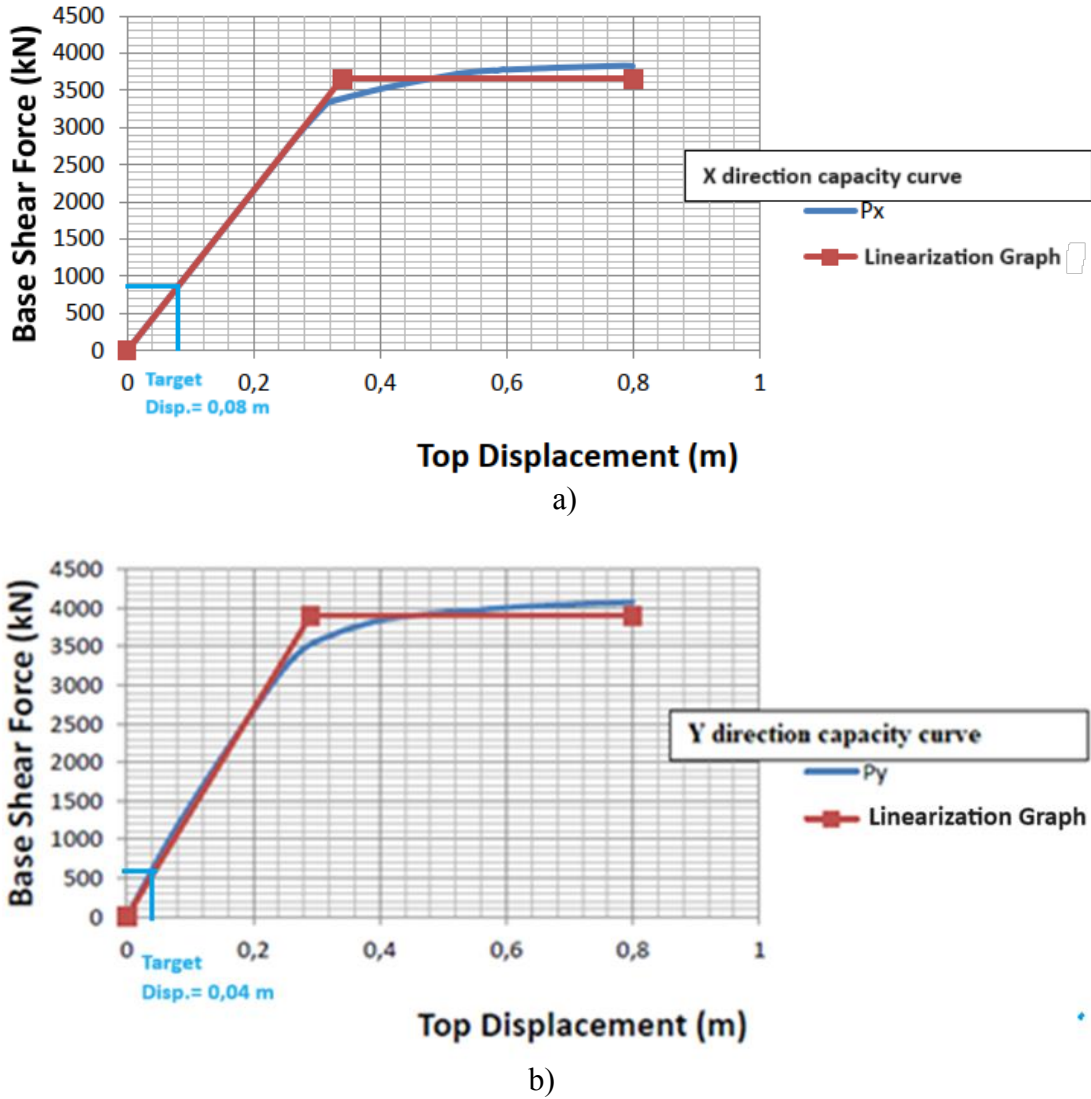 4500
4000
3500
3000
2500
2000
1500
1000
500
0
Base Shear Force (kN)
X direction capacity curve
Px
Linearization Graph
0 0,2 0,4 0,6 0,8 1
Target
Disp.= 0,08 m
Top Displacement (m)
a)
4500
4000
3500
3000
2500
2000
1500
1000
500
0
Base Shear Force (kN)
Y direction capacity curve
Py
Linearization Graph
0 0,2 0,4 0,6 0,8 1
Target
Disp.= 0,04 m
Top Displacement (m)
b)